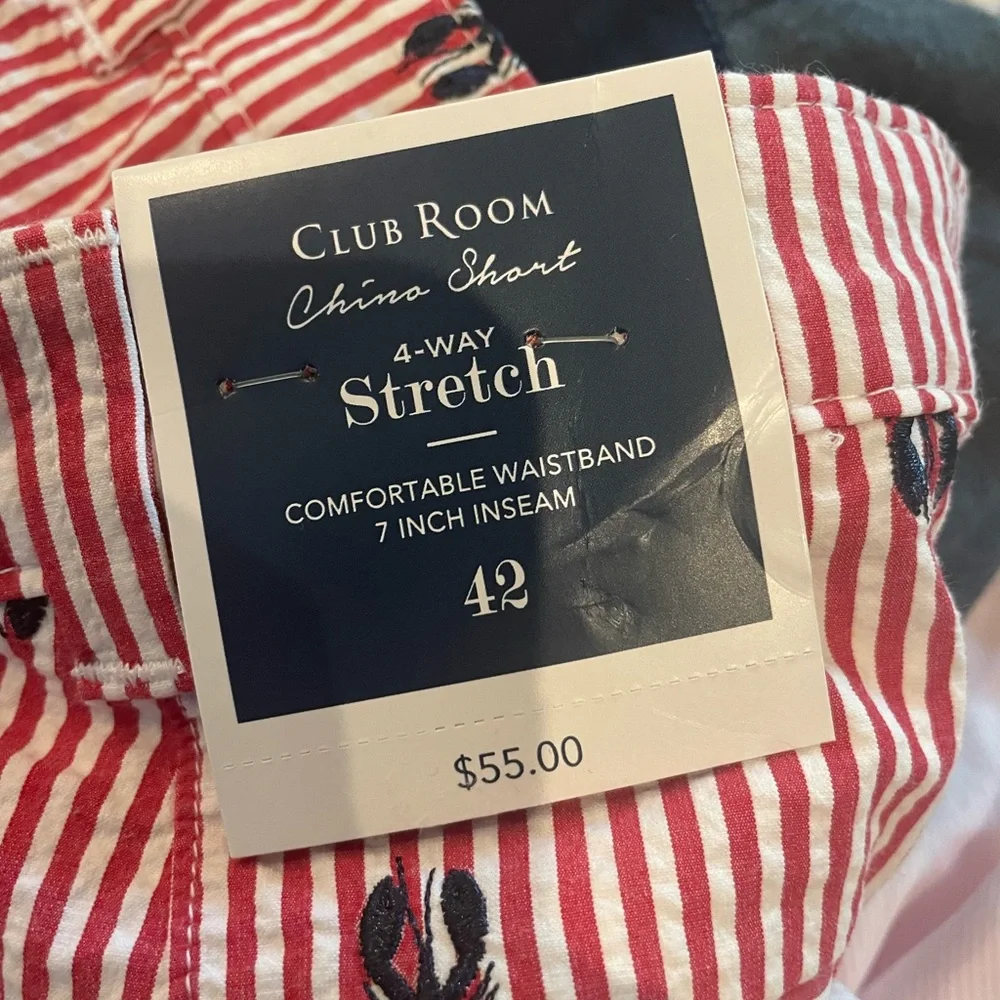 CLUB ROOM
Chino Short
4-WAY
Stretch
COMFORTABLE WAISTBAND
7 INCH INSEAM
42
$55.00